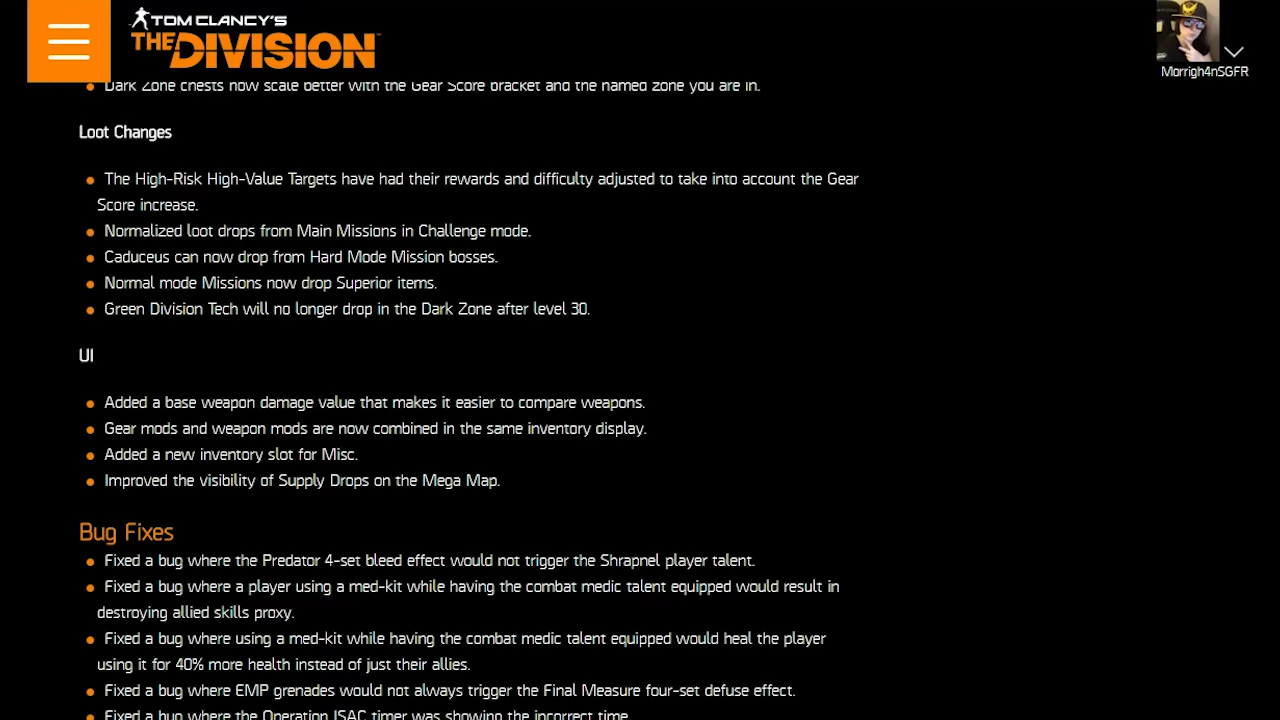 TOM CLANCY'S
THE DIVISION
Morrigh4nSGFR
Dark Zone chests now scale better with the Gear Score bracket and the named zone you are in.
Loot Changes
The High-Risk High-Value Targets have had their rewards and difficulty adjusted to take into account the Gear
Score increase.
Normalized loot drops from Main Missions in Challenge mode.
Caduceus can now drop from Hard Mode Mission bosses.
Normal mode Missions now drop Superior items.
Green Division Tech will no longer drop in the Dark Zone after level 30.
UI
Added a base weapon damage value that makes it easier to compare weapons.
Gear mods and weapon mods are now combined in the same inventory display.
Added a new inventory slot for Misc.
Improved the visibility of Supply Drops on the Mega Map.
Bug Fixes
Fixed a bug where the Predator 4-set bleed effect would not trigger the Shrapnel player talent.
Fixed a bug where a player using a med-kit while having the combat medic talent equipped would result in
destroying allied skills proxy.
Fixed a bug where using a med-kit while having the combat medic talent equipped would heal the player
using it for 40% more health instead of just their allies.
Fixed a bug where EMP grenades would not always trigger the Final Measure four-set defuse effect.
Fixed a bug where the Operation ISAC timer was showing the incorrect time.